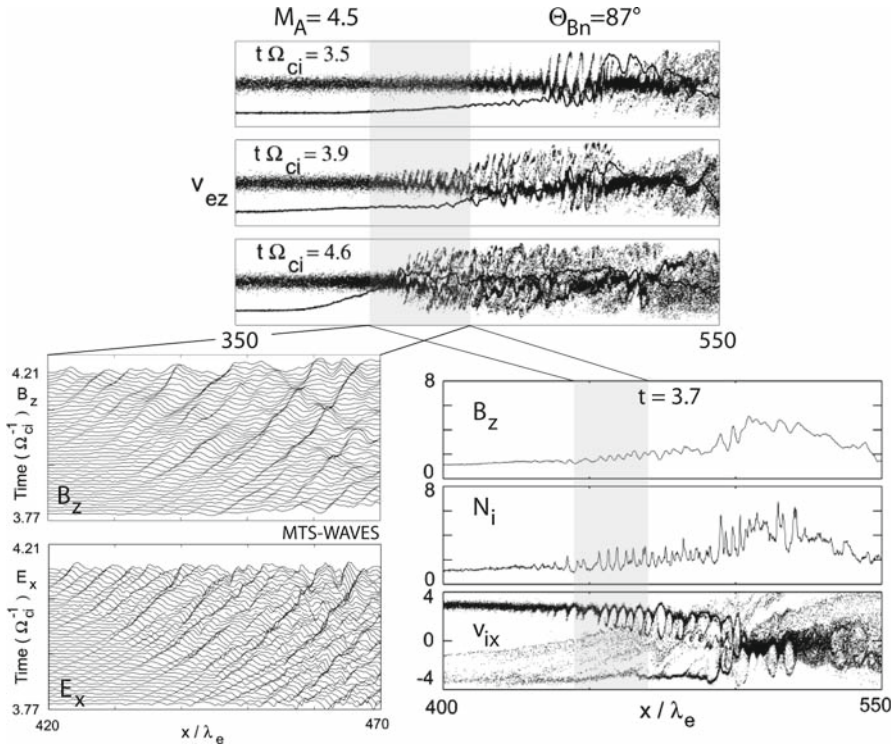 M_A = 4.5 Θ_Bn=87°
t Ω_ci = 3.5
t Ω_ci = 3.9
v_ez
t Ω_ci = 4.6
350 550
4.21
B_z
Time (Ω_ci^-1)
B_z
3.77
MTS-WAVES
4.21
E_x
Time (Ω_ci^-1)
E_x
3.77
420 x / λ_e 470
8 t = 3.7
B_z
0
8
N_i
0
4
v_ix
0
-4
400 x / λ_e 550